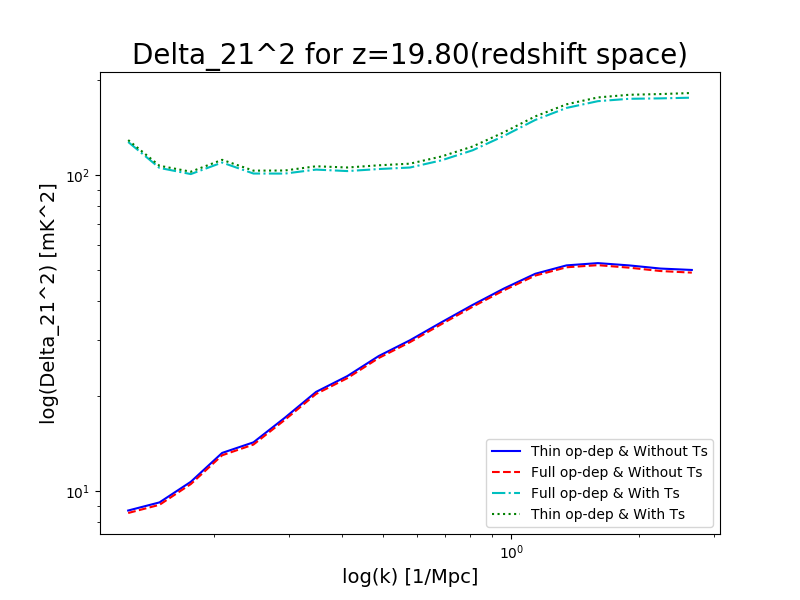 Delta_21^2 for z=19.80(redshift space)
log(Delta_21^2) [mK^2]
10^2
10^1
10^0
log(k) [1/Mpc]
Thin op-dep & Without Ts
Full op-dep & Without Ts
Full op-dep & With Ts
Thin op-dep & With Ts